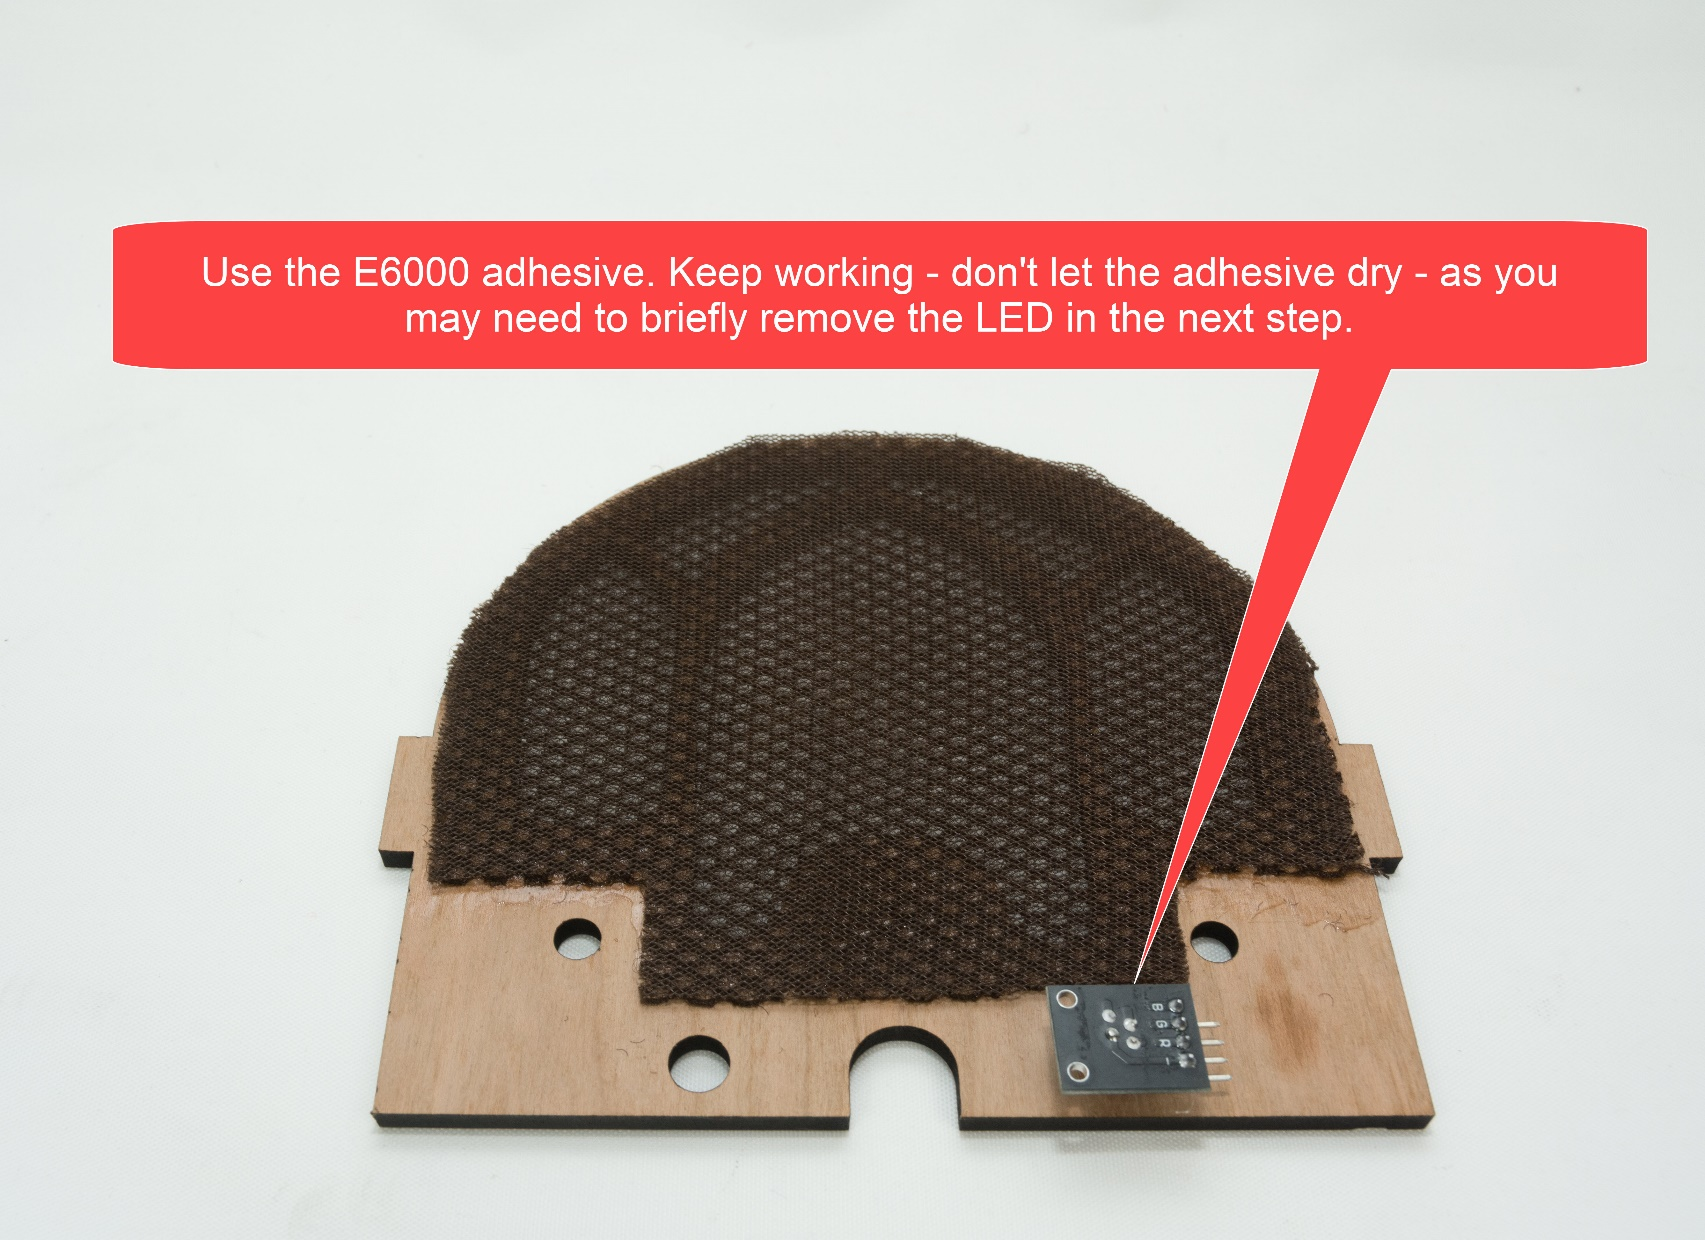 Use the E6000 adhesive. Keep working - don't let the adhesive dry - as you
may need to briefly remove the LED in the next step.
B G R -